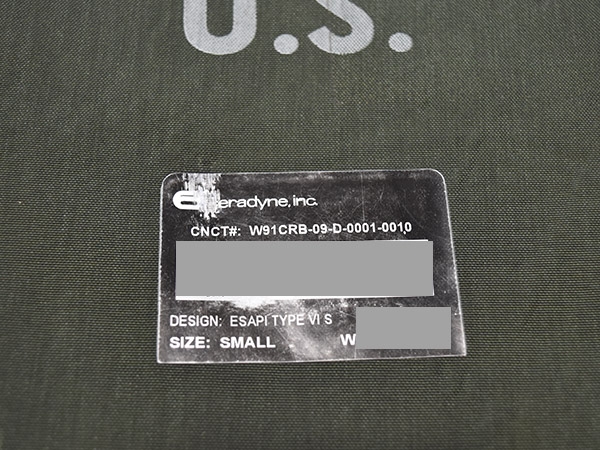 U.S.
eradyne, inc.
CNCT#: W91CRB-09-D-0001-0010
DESIGN: ESAPI TYPE VI S
SIZE: SMALL W